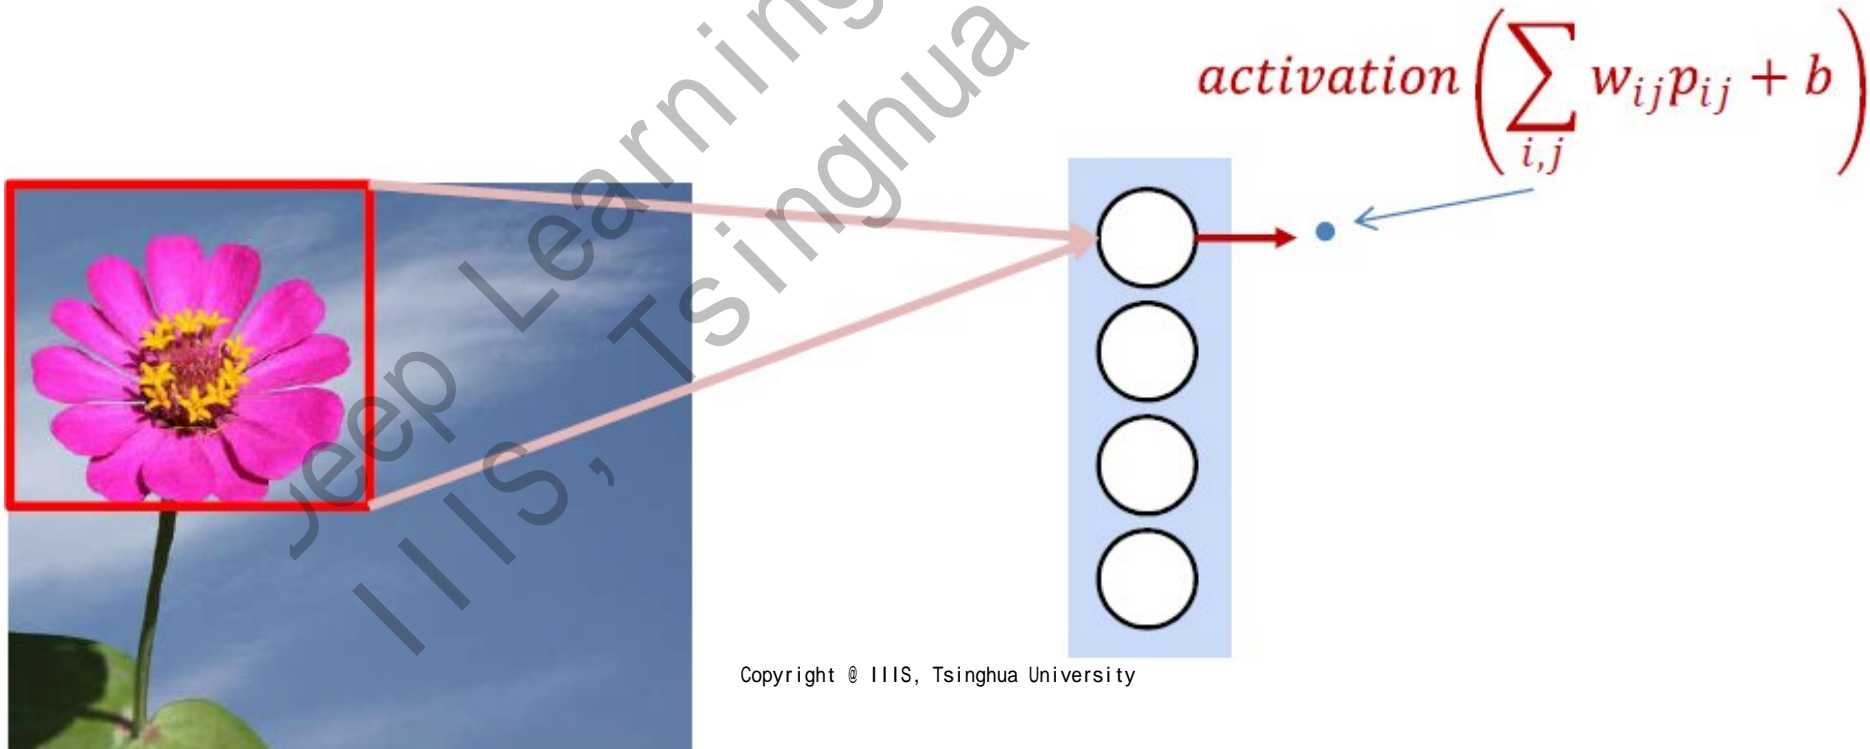 activation(∑_{i,j} w_{ij}p_{ij} + b)
Deep Learning
IIIS, Tsinghua
Copyright @ IIIS, Tsinghua University